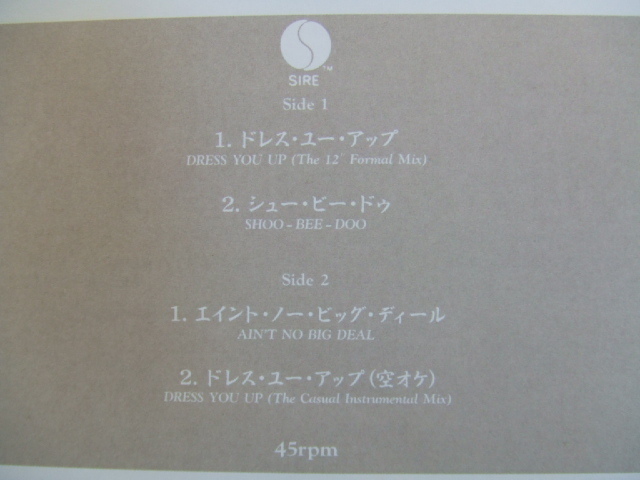 SIRE™
Side 1
1. ドレス・ユー・アップ
DRESS YOU UP (The 12" Formal Mix)
2. シュー・ビー・ドゥ
SHOO-BEE-DOO
Side 2
1. エイント・ノー・ビッグ・ディール
AIN'T NO BIG DEAL
2. ドレス・ユー・アップ(空オケ)
DRESS YOU UP (The Casual Instrumental Mix)
45rpm